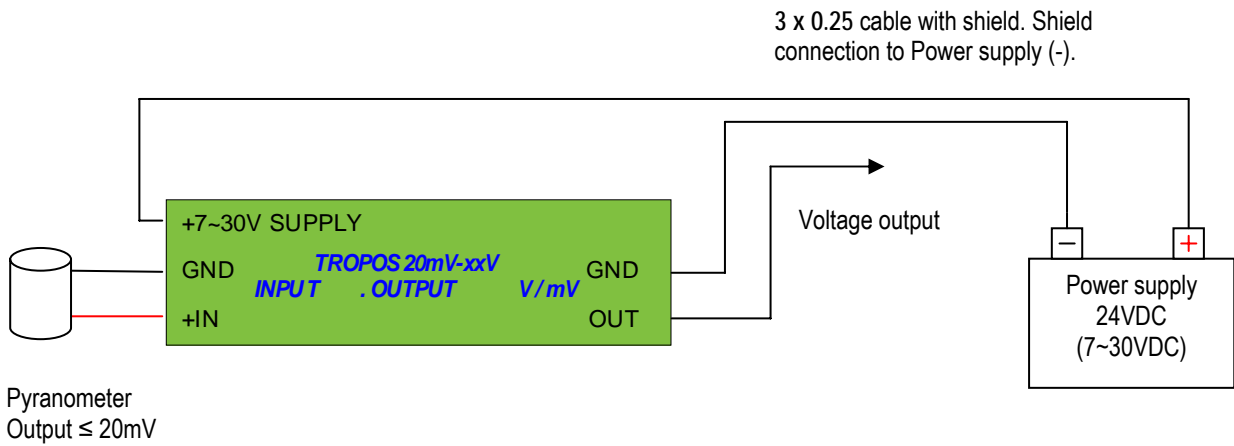 3 x 0.25 cable with shield. Shield
connection to Power supply (-).
+7~30V SUPPLY
GND
TROPOS 20mV-xxV
INPUT . OUTPUT V/mV
GND
+IN
OUT
Voltage output
− +
Power supply
24VDC
(7~30VDC)
Pyranometer
Output ≤ 20mV